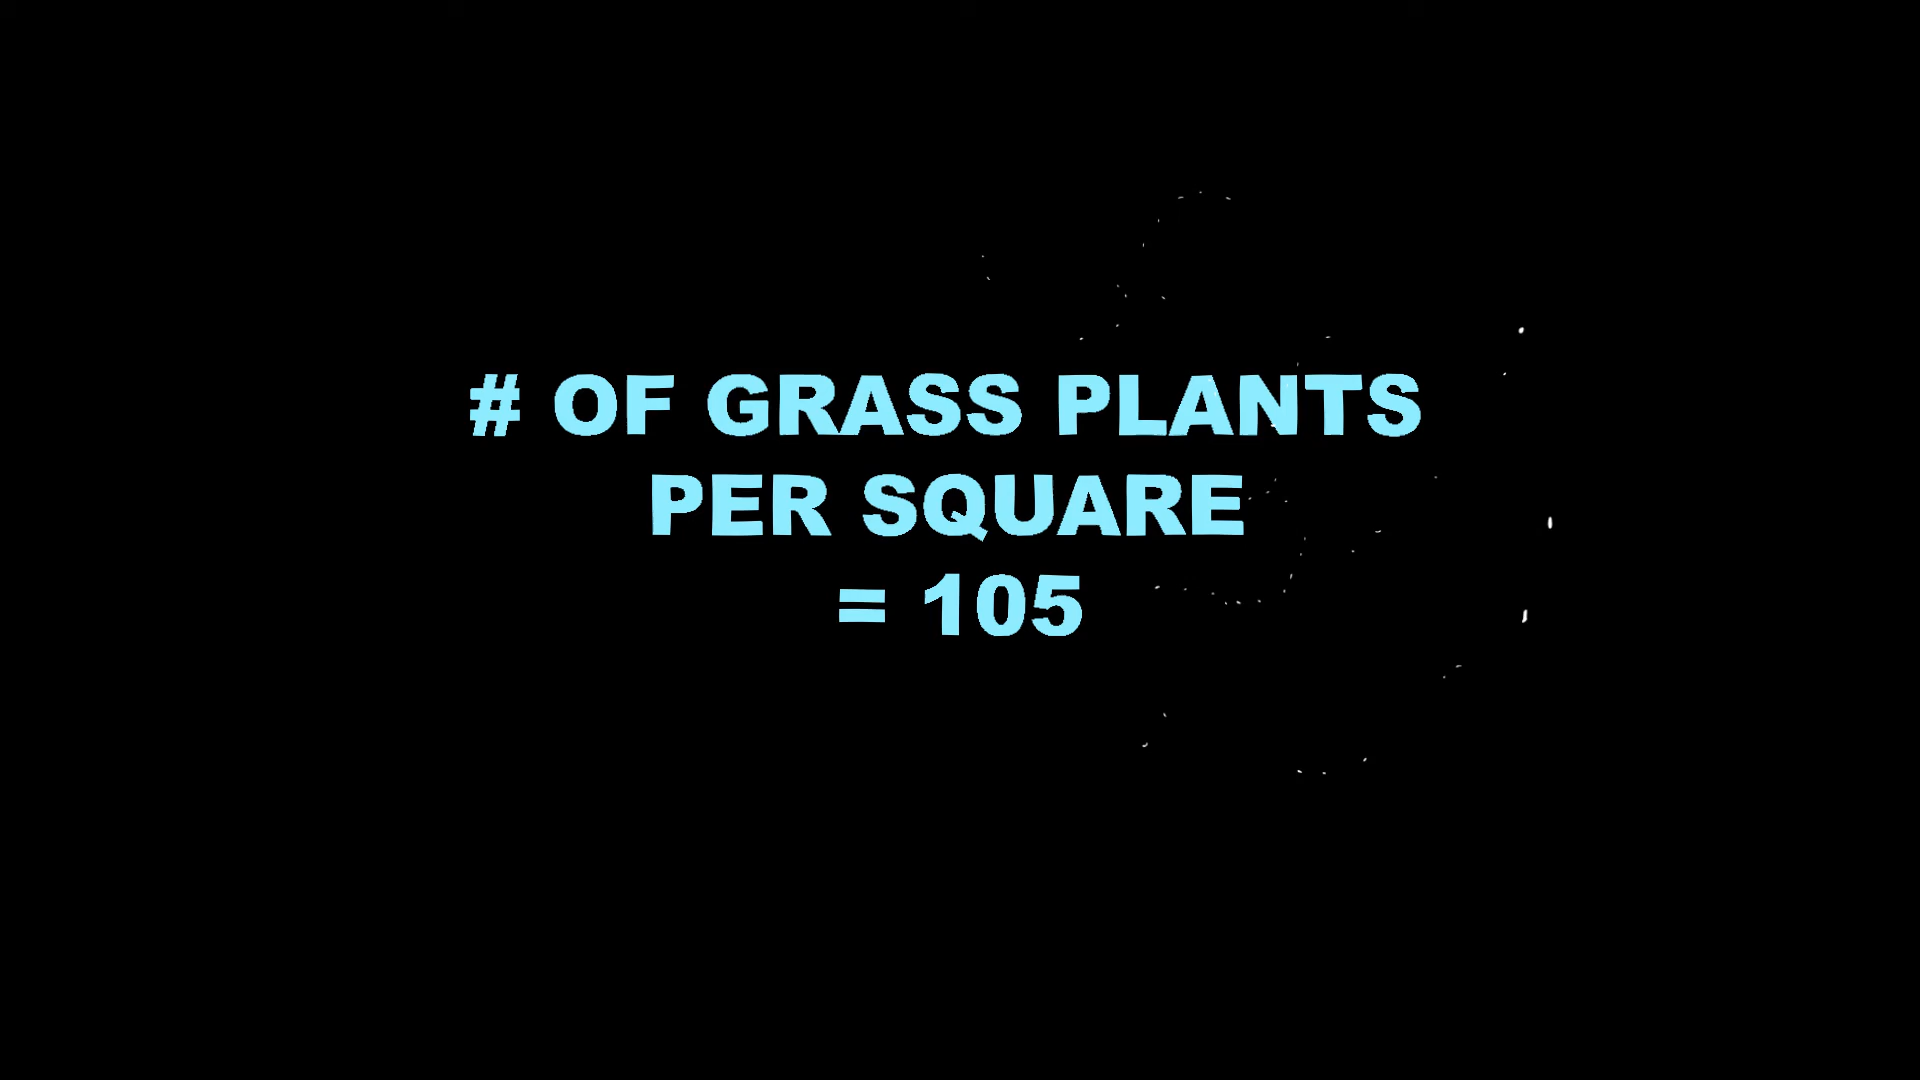 # OF GRASS PLANTS
PER SQUARE
= 105